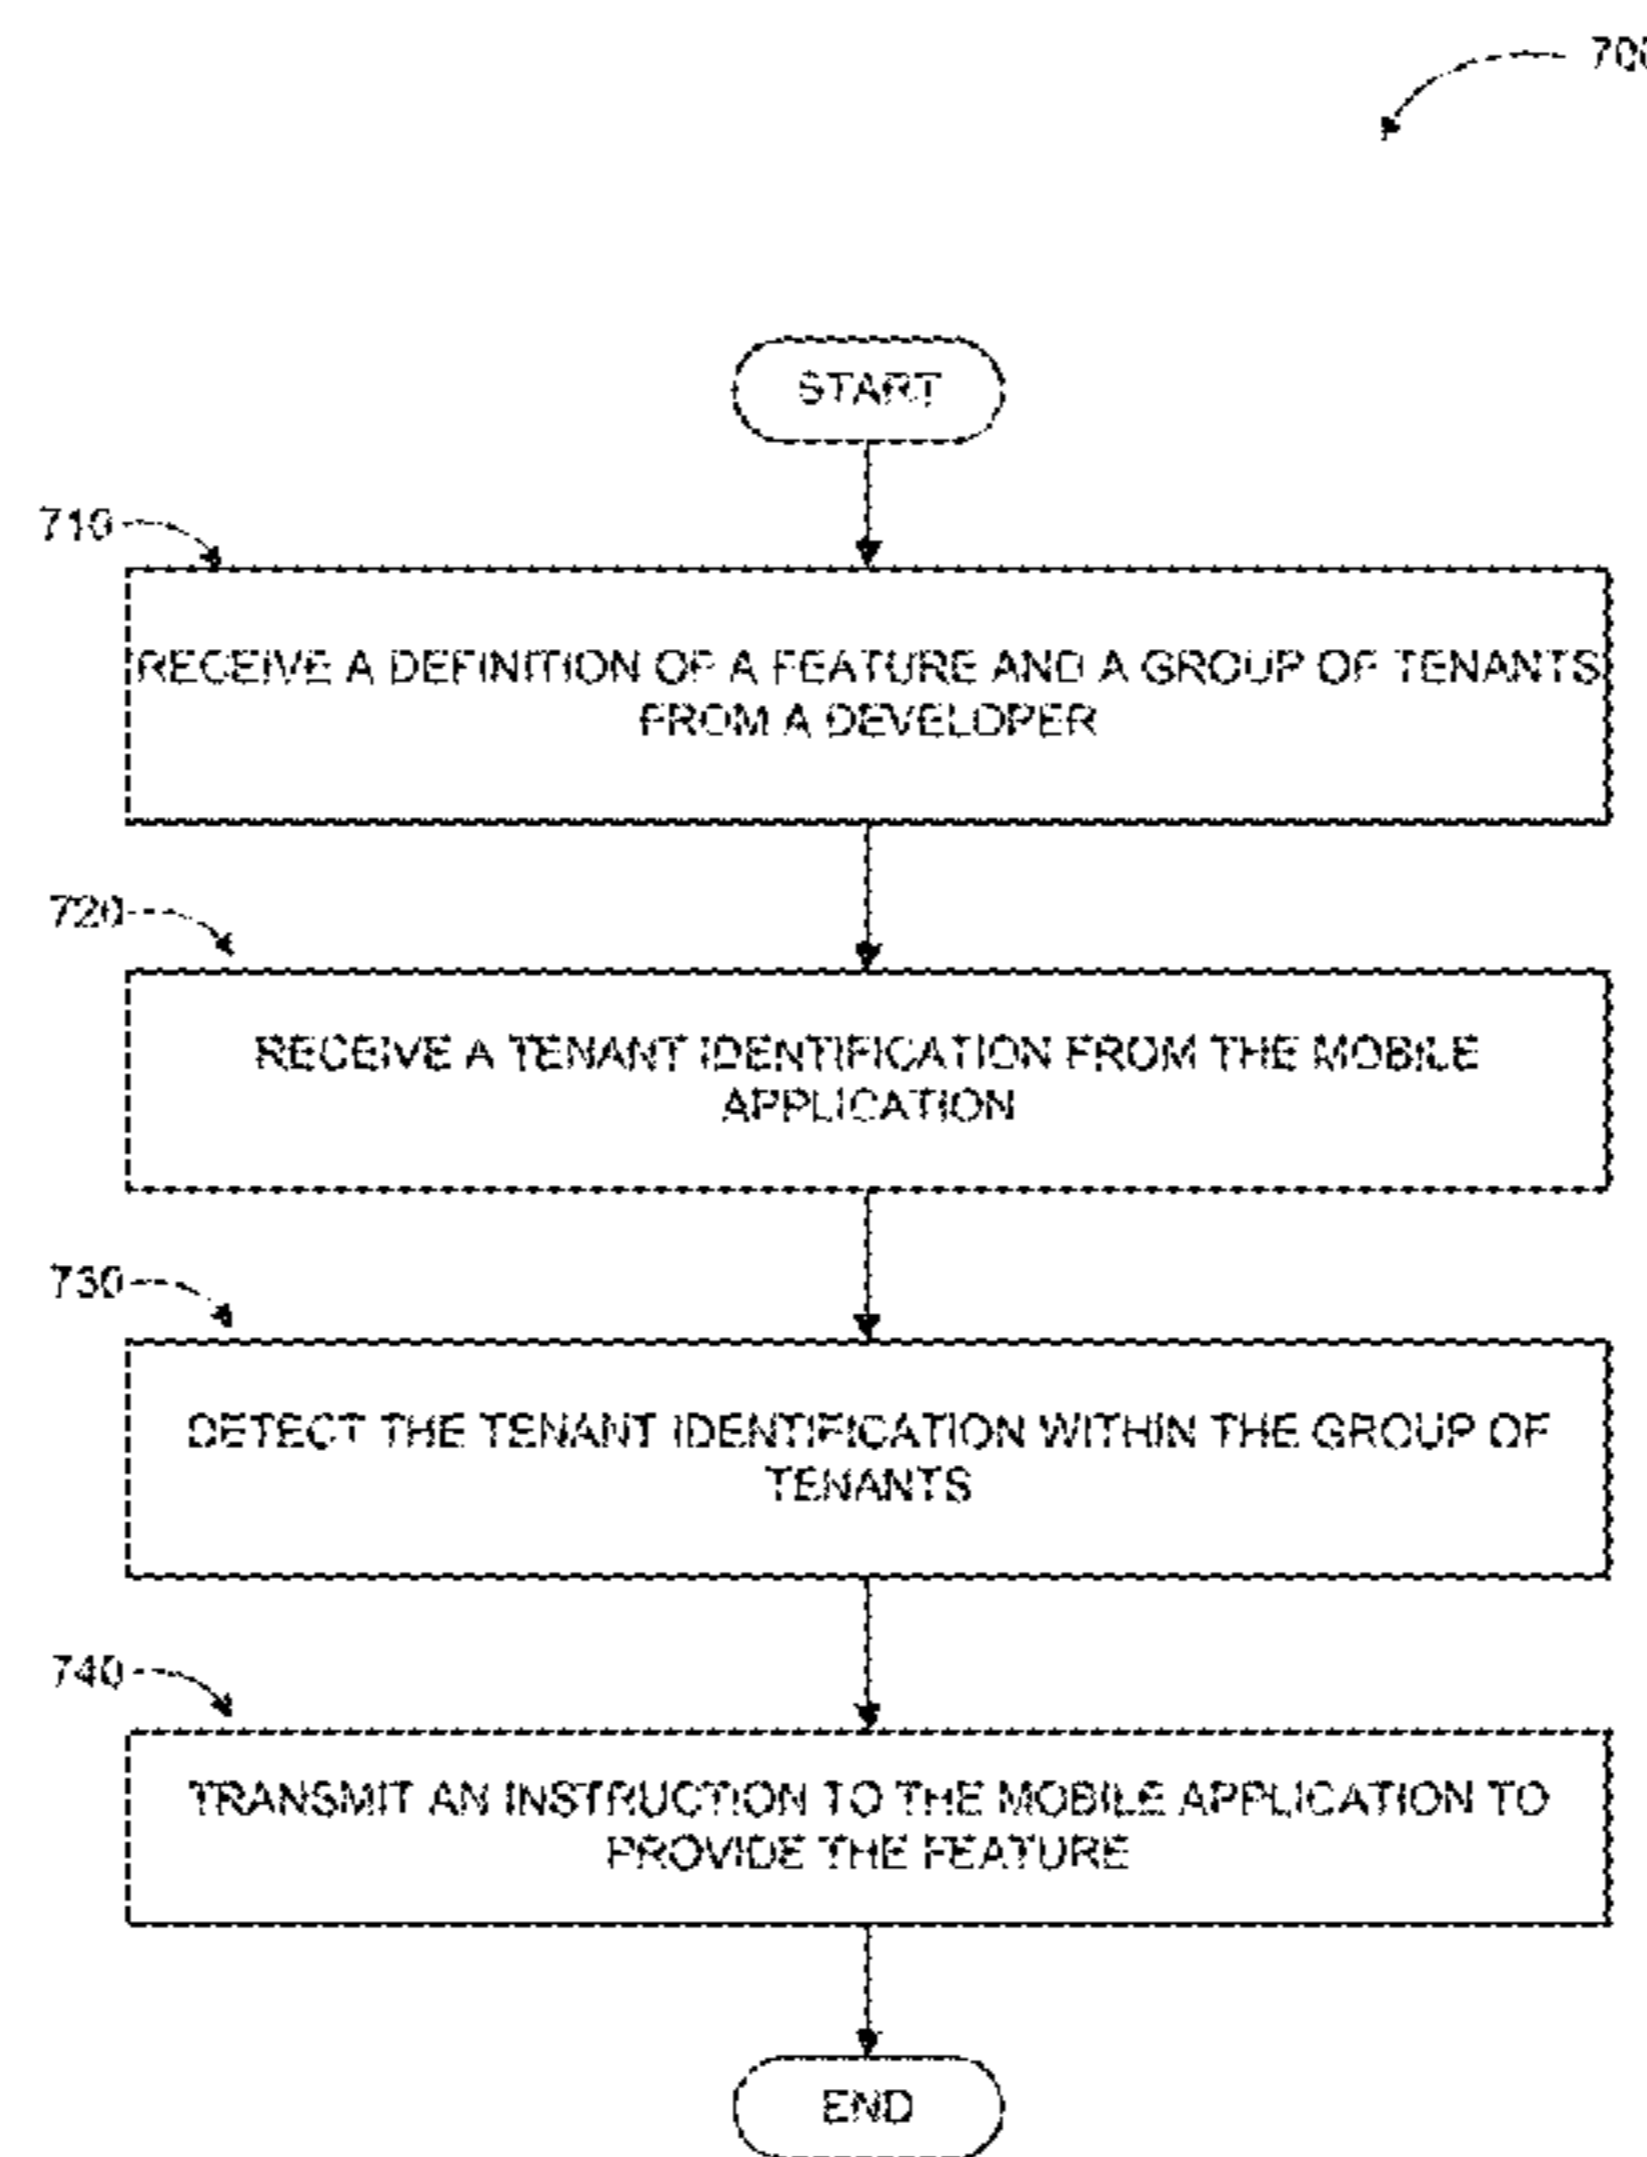 700
START
710
RECEIVE A DEFINITION OF A FEATURE AND A GROUP OF TENANTS
FROM A DEVELOPER
720
RECEIVE A TENANT IDENTIFICATION FROM THE MOBILE
APPLICATION
730
DETECT THE TENANT IDENTIFICATION WITHIN THE GROUP OF
TENANTS
740
TRANSMIT AN INSTRUCTION TO THE MOBILE APPLICATION TO
PROVIDE THE FEATURE
END